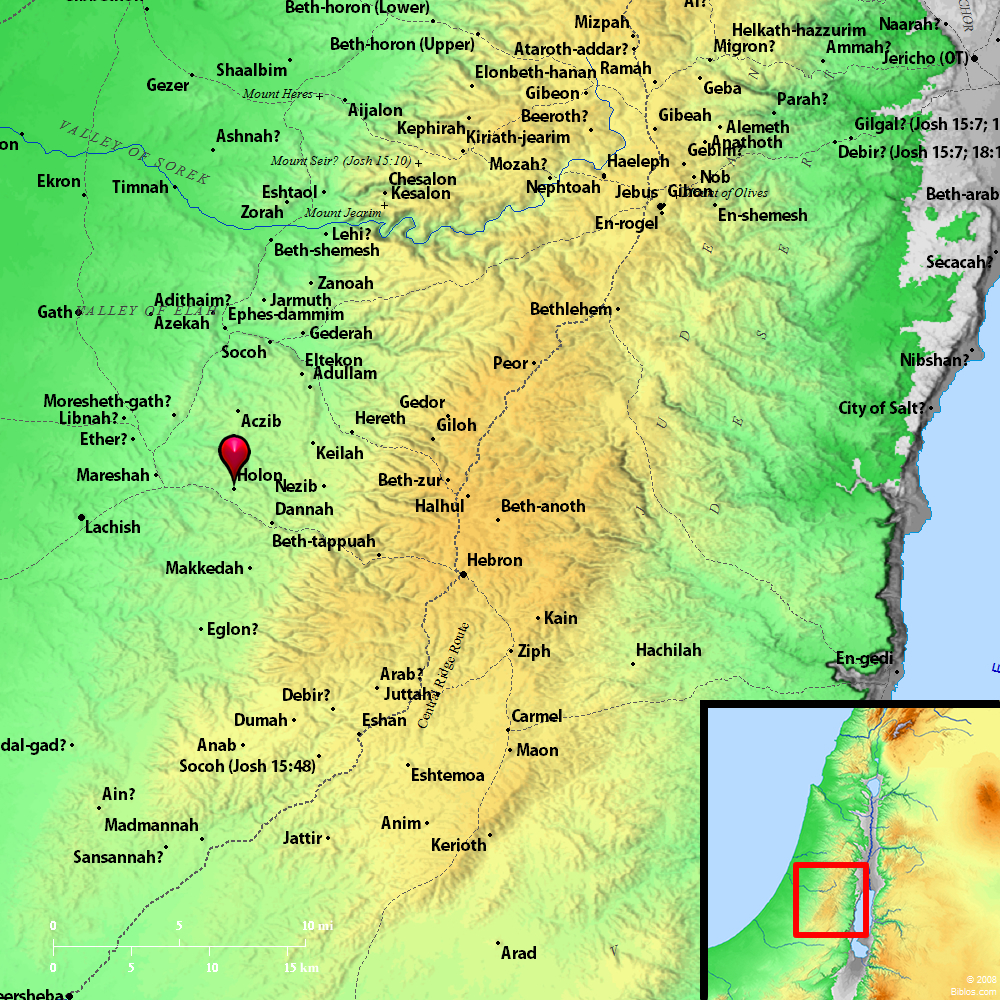 Beth-horon (Lower)
Mizpah
Helkath-hazzurim
Naarah?
Beth-horon (Upper)
Ataroth-addar?
Migron?
Ammah?
Jericho (OT)
Shaalbim
Elonbeth-hanan
Ramah
Gezer
Mount Heres
Gibeon
Geba
Parah?
Aijalon
Beeroth?
Gibeah
VALLEY OF SOREK
Ashnah?
Kephirah
Kiriath-jearim
Alemeth
Gilgal? (Josh 15:7; 1
Anathoth
Gebim?
Debir? (Josh 15:7; 18:1
Mount Seir? (Josh 15:10)
Mozah?
Haeleph
Ekron
Timnah
Eshtaol
Chesalon
Kesalon
Nephtoah
Jebus
Gihon
Nob
Mount of Olives
Beth-arab
Zorah
Mount Jearim
En-rogel
En-shemesh
Lehi?
Beth-shemesh
Secacah?
Zanoah
Adithaim?
Jarmuth
Gath
VALLEY OF ELAH
Azekah
Ephes-dammim
Bethlehem
Gederah
Socoh
Eltekon
Adullam
Peor
Nibshan?
Moresheth-gath?
Libnah?
Aczib
Hereth
Gedor
Giloh
City of Salt?
Ether?
Keilah
Mareshah
Holon
Nezib
Beth-zur
Halhul
Beth-anoth
Lachish
Dannah
Beth-tappuah
Hebron
Makkedah
Eglon?
Kain
Central Ridge Route
Ziph
Hachilah
En-gedi
Arab?
Juttah
Debir?
Dumah
Eshan
Carmel
dal-gad?
Anab
Maon
Socoh (Josh 15:48)
Eshtemoa
Ain?
Madmannah
Anim
Jattir
Kerioth
Sansannah?
0 5 10 mi
0 5 10 15 km
Arad
eersheba
J U D E S E R
© 2008
Biblos.com